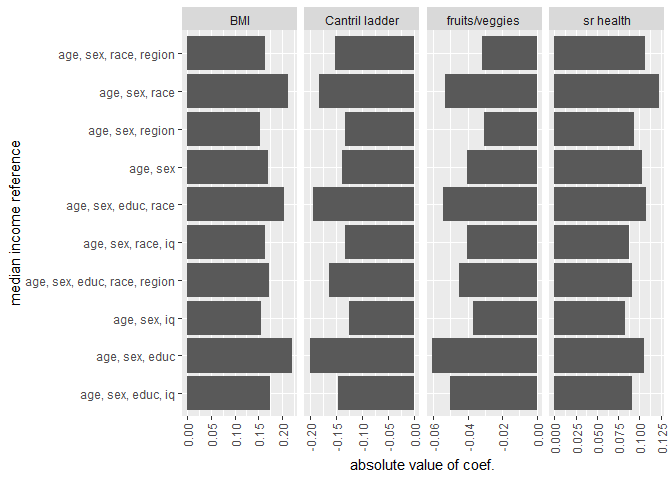 BMI
Cantril ladder
fruits/veggies
sr health
median income reference
age, sex, race, region
age, sex, race
age, sex, region
age, sex
age, sex, educ, race
age, sex, race, iq
age, sex, educ, race, region
age, sex, iq
age, sex, educ
age, sex, educ, iq
0.00 0.05 0.10 0.15 0.20
-0.20 -0.15 -0.10 -0.05 0.00
-0.06 -0.04 -0.02 0.00
0.000 0.025 0.050 0.075 0.100 0.125
absolute value of coef.